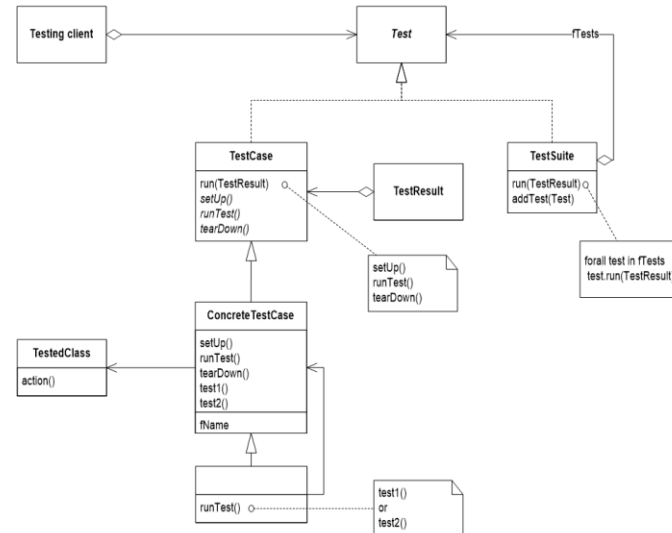 Testing client
Test
fTests
TestCase
run(TestResult)
setUp()
runTest()
tearDown()
TestResult
TestSuite
run(TestResult)
addTest(Test)
setUp()
runTest()
tearDown()
forall test in fTests
test.run(TestResult)
ConcreteTestCase
setUp()
runTest()
tearDown()
test1()
test2()
fName
TestedClass
action()
runTest()
test1()
or
test2()